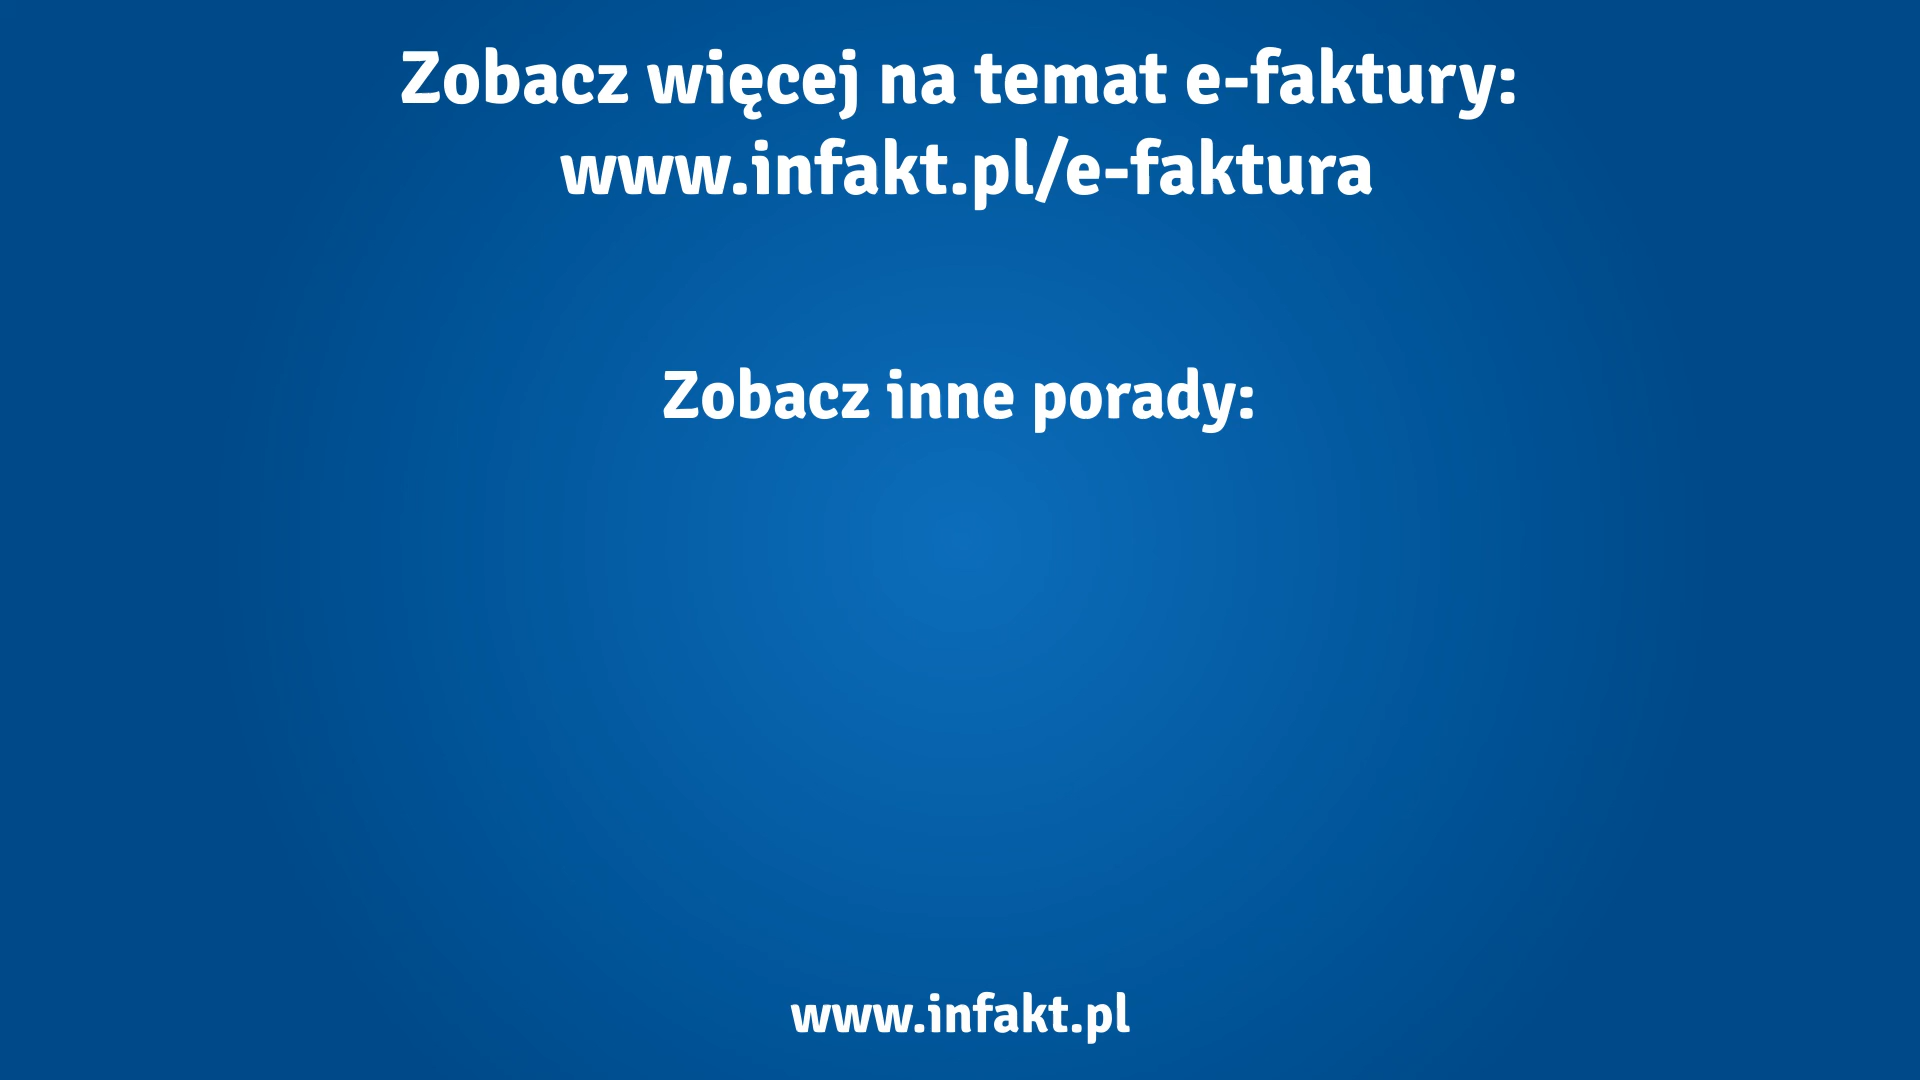 Zobacz więcej na temat e-faktury:
www.infakt.pl/e-faktura
Zobacz inne porady:
www.infakt.pl